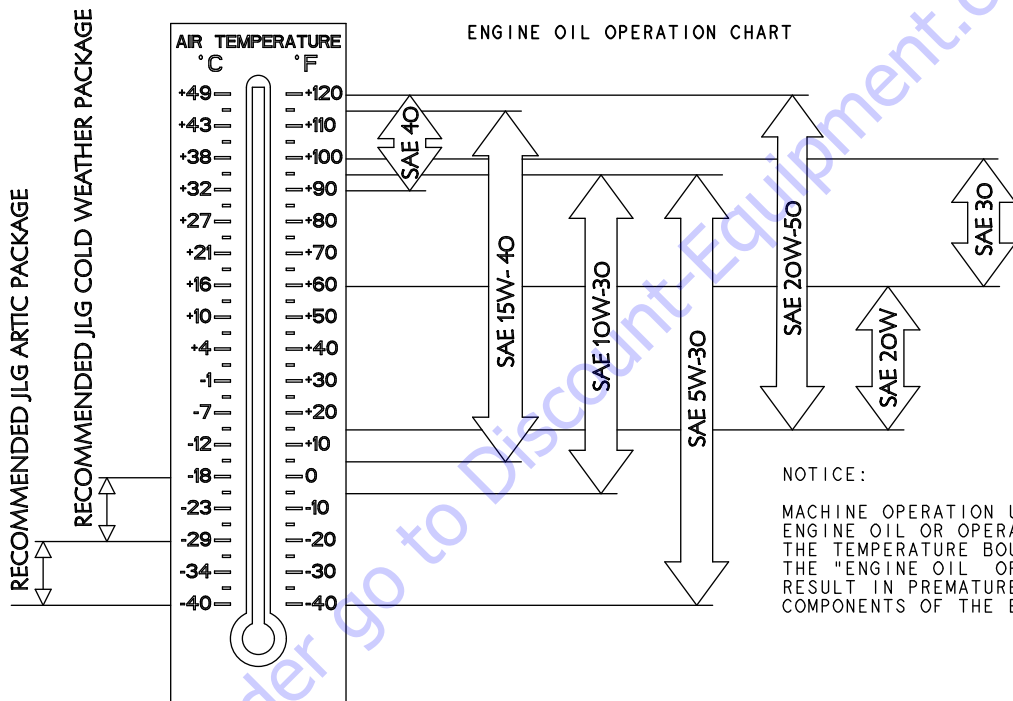 ENGINE OIL OPERATION CHART
AIR TEMPERATURE
°C °F
+49 +120
+43 +110
+38 +100
+32 +90
+27 +80
+21 +70
+16 +60
+10 +50
+4 +40
-1 +30
-7 +20
-12 +10
-18 0
-23 -10
-29 -20
-34 -30
-40 -40
RECOMMENDED JLG ARTIC PACKAGE
RECOMMENDED JLG COLD WEATHER PACKAGE
SAE 40
SAE 15W-40
SAE 10W-30
SAE 5W-30
SAE 20W-50
SAE 20W
SAE 30
NOTICE:
MACHINE OPERATION
ENGINE OIL OR
THE TEMPERATURE
THE "ENGINE OIL
RESULT IN PREMATURE
COMPONENTS OF THE
go to Discount-Equipment.c